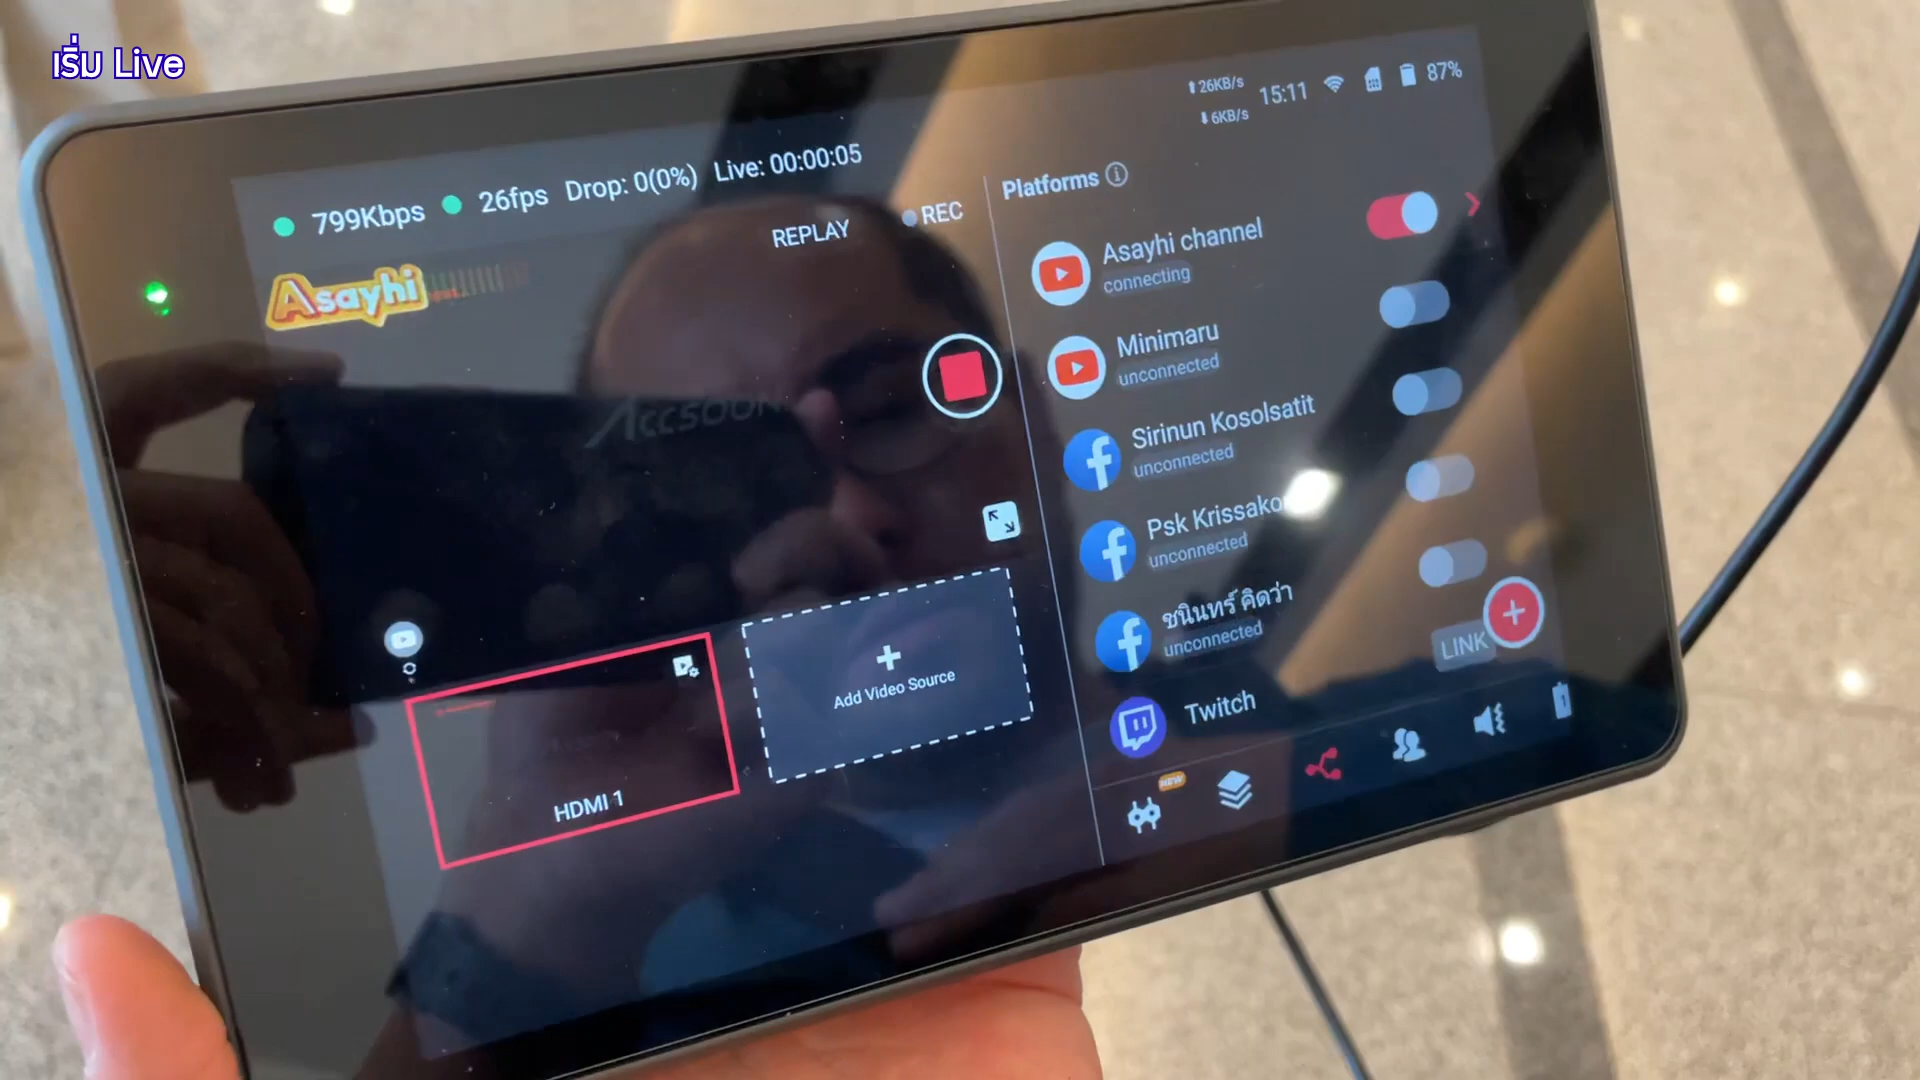 เริ่ม Live
26KB/s
6KB/s
15:11
87%
799Kbps
26fps
Drop: 0(0%)
Live: 00:00:05
REPLAY
REC
Asayhi
ACCSOON
HDMI 1
Add Video Source
Platforms
Asayhi channel
connecting
Minimaru
unconnected
Sirinun Kosolsatit
unconnected
Psk Krissako
unconnected
ชนินทร์ คิดว่า
unconnected
LINK
Twitch
NEW
1